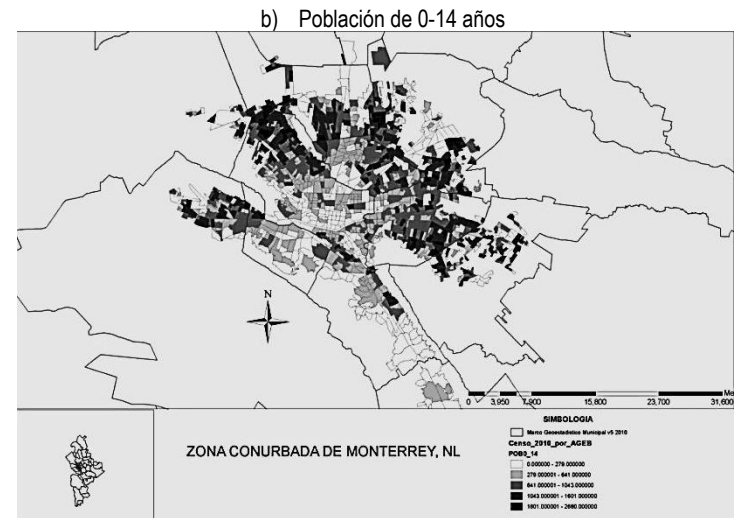 b) Población de 0-14 años
N
Me
0 3,950 7,900 15,800 23,700 31,600
SIMBOLOGIA
Marco Geoestadístico Municipal v5 2010
Censo_2010_por_AGEB
POB0_14
0.000000 - 279.000000
279.000001 - 641.000000
641.000001 - 1043.000000
1043.000001 - 1601.000000
1601.000001 - 2690.000000
ZONA CONURBADA DE MONTERREY, NL